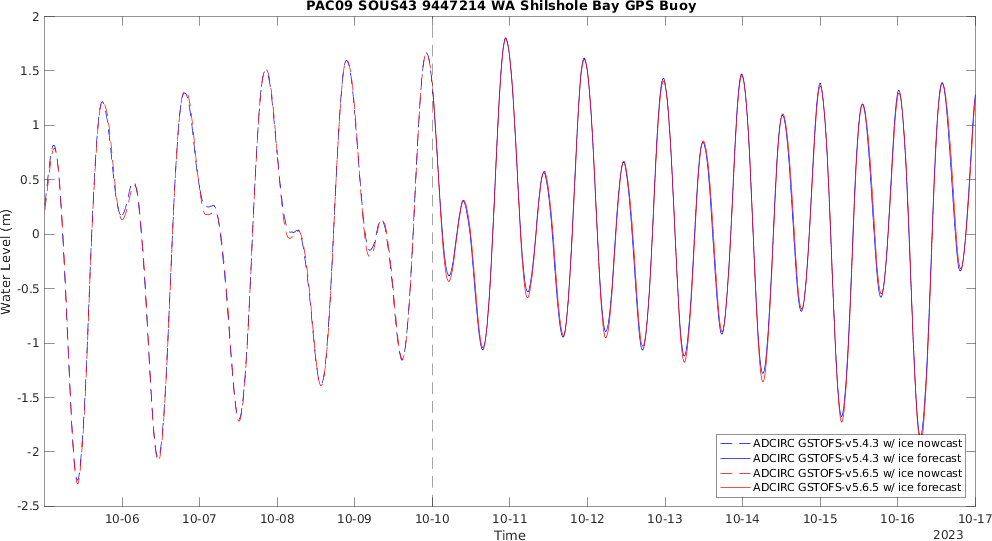 PAC09 SOUS43 9447214 WA Shilshole Bay GPS Buoy
2
1.5
1
0.5
0
-0.5
-1
-1.5
-2
-2.5
Water Level (m)
10-06 10-07 10-08 10-09 10-10 10-11 10-12 10-13 10-14 10-15 10-16 10-17
Time
2023
ADCIRC GSTOFS-v5.4.3 w/ ice nowcast
ADCIRC GSTOFS-v5.4.3 w/ ice forecast
ADCIRC GSTOFS-v5.6.5 w/ ice nowcast
ADCIRC GSTOFS-v5.6.5 w/ ice forecast